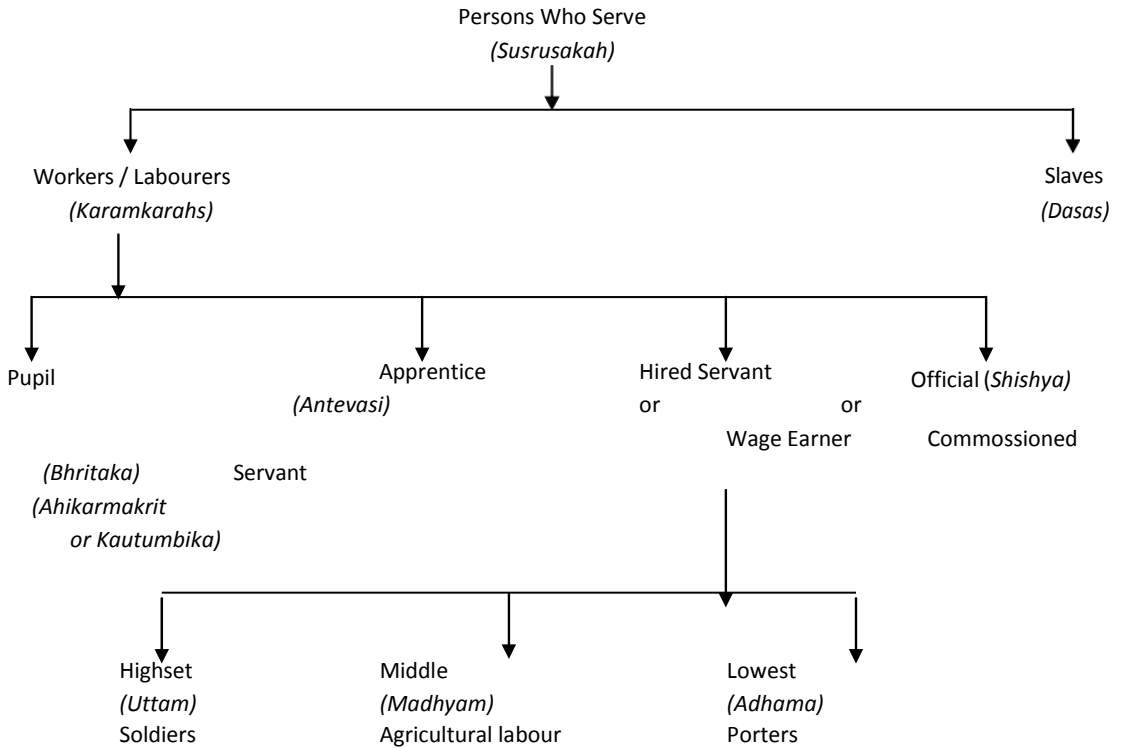 Persons Who Serve
(Susrusakah)
Workers / Labourers
Slaves
(Karamkarahs)
(Dasas)
Pupil
Apprentice
Hired Servant
Official (Shishya)
(Antevasi)
or
or
Wage Earner
Commossioned
(Bhritaka)
Servant
(Ahikarmakrit
or Kautumbika)
Highset
Middle
Lowest
(Uttam)
(Madhyam)
(Adhama)
Soldiers
Agricultural labour
Porters